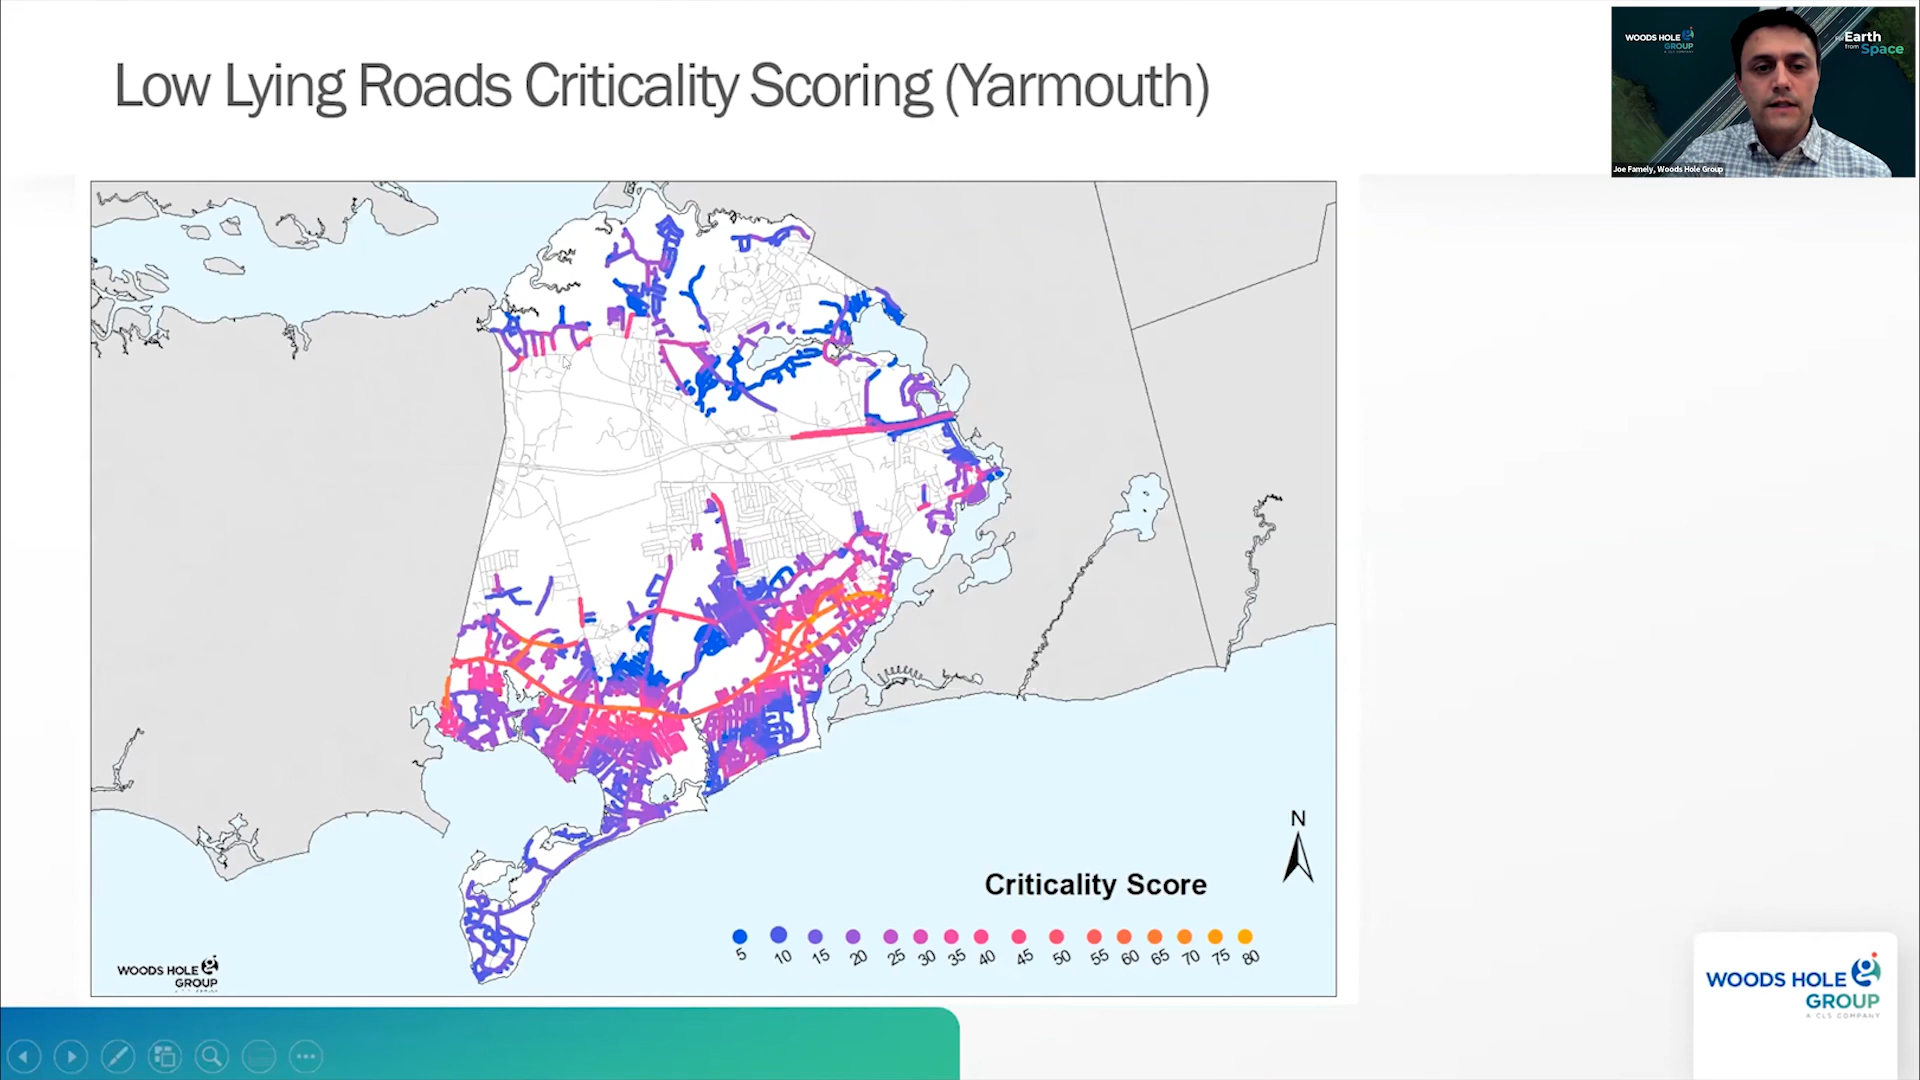 Low Lying Roads Criticality Scoring (Yarmouth)
WOODS HOLE
GROUP
Earth
from Space
Joe Famely, Woods Hole Group
N
Criticality Score
5 10 15 20 25 30 35 40 45 50 55 60 65 70 75 80
WOODS HOLE
GROUP
WOODS HOLE
GROUP
A CLS COMPANY